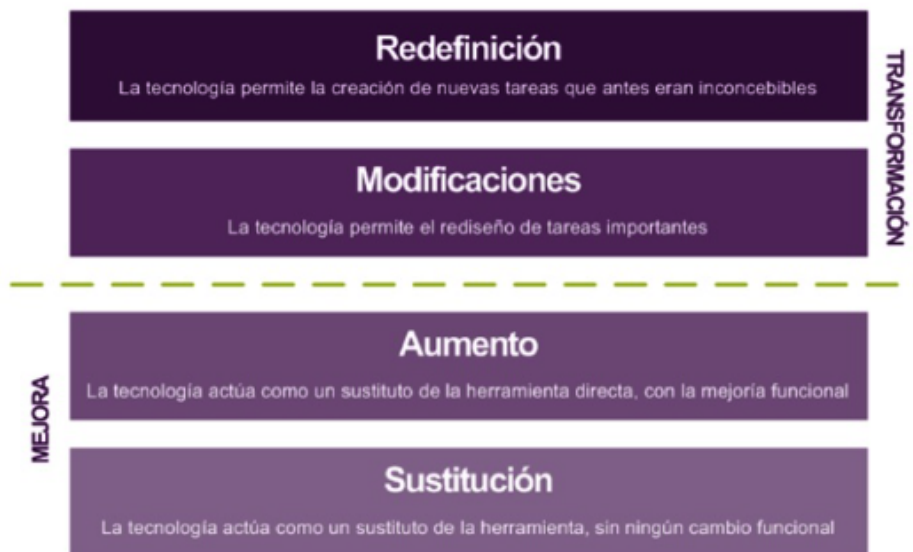 Redefinición
La tecnología permite la creación de nuevas tareas que antes eran inconcebibles
TRANSFORMACIÓN
Modificaciones
La tecnología permite el rediseño de tareas importantes
Aumento
La tecnología actúa como un sustituto de la herramienta directa, con la mejoría funcional
MEJORA
Sustitución
La tecnología actúa como un sustituto de la herramienta, sin ningún cambio funcional